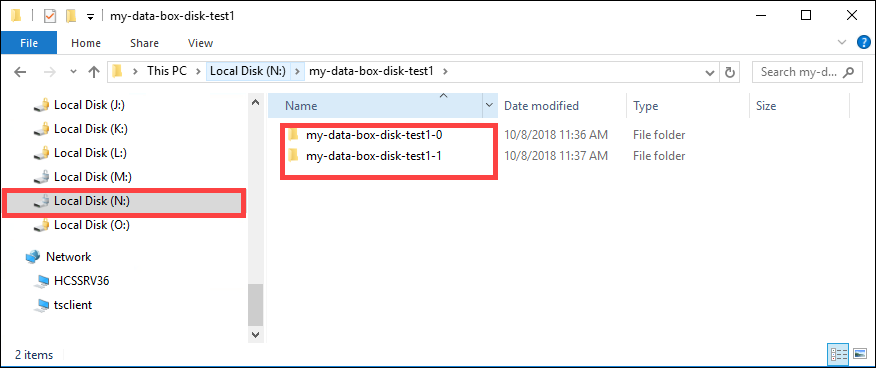 my-data-box-disk-test1
File Home Share View
This PC Local Disk (N:) my-data-box-disk-test1 Search my-d...
Local Disk (J:)
Local Disk (K:)
Local Disk (L:)
Local Disk (M:)
Local Disk (N:)
Local Disk (O:)
Network
HCSSRV36
tsclient
Name Date modified Type Size
my-data-box-disk-test1-0 10/8/2018 11:36 AM File folder
my-data-box-disk-test1-1 10/8/2018 11:37 AM File folder
2 items